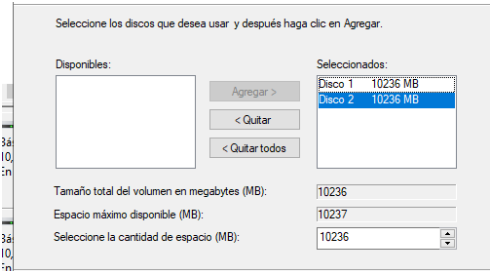 Seleccione los discos que desea usar y después haga clic en Agregar.
Disponibles:
Seleccionados:
Agregar >
< Quitar
< Quitar todos
Disco 1 10236 MB
Disco 2 10236 MB
Tamaño total del volumen en megabytes (MB): 10236
Espacio máximo disponible (MB): 10237
Seleccione la cantidad de espacio (MB): 10236